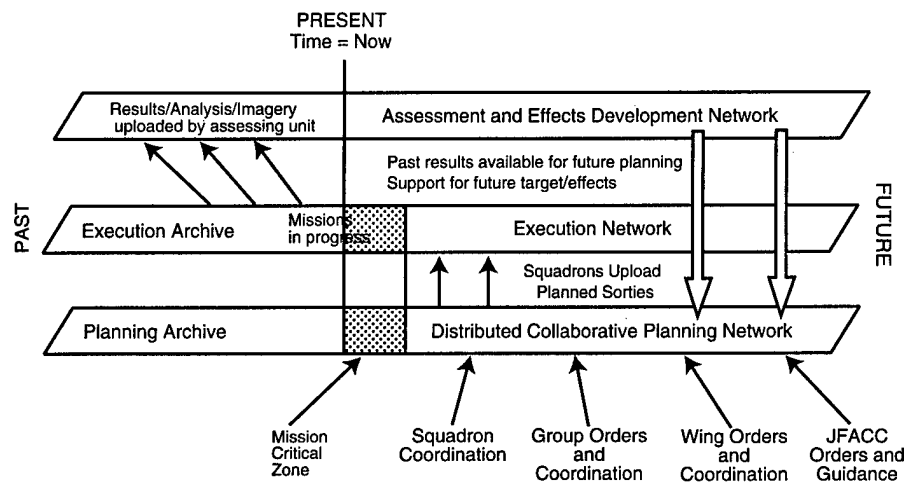 PRESENT
Time = Now
Results/Analysis/Imagery
uploaded by assessing unit
Assessment and Effects Development Network
Past results available for future planning
Support for future target/effects
PAST
FUTURE
Execution Archive
Missions
in progress
Execution Network
Squadrons Upload
Planned Sorties
Planning Archive
Distributed Collaborative Planning Network
Mission
Critical
Zone
Squadron
Coordination
Group Orders
and
Coordination
Wing Orders
and
Coordination
JFACC
Orders and
Guidance